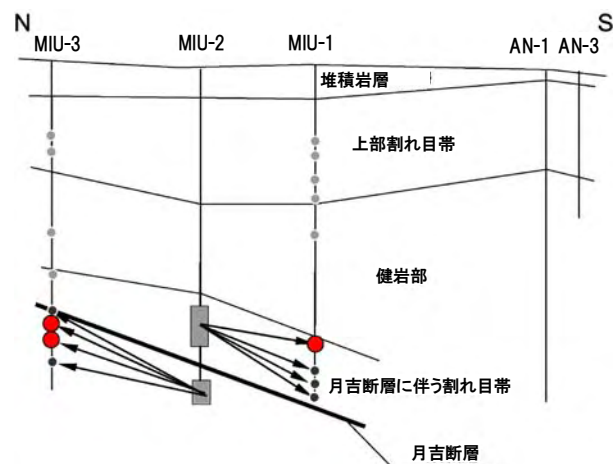 N
S
MIU-3
MIU-2
MIU-1
AN-1
AN-3
堆積岩層
上部割れ目帯
健岩部
月吉断層に伴う割れ目帯
月吉断層